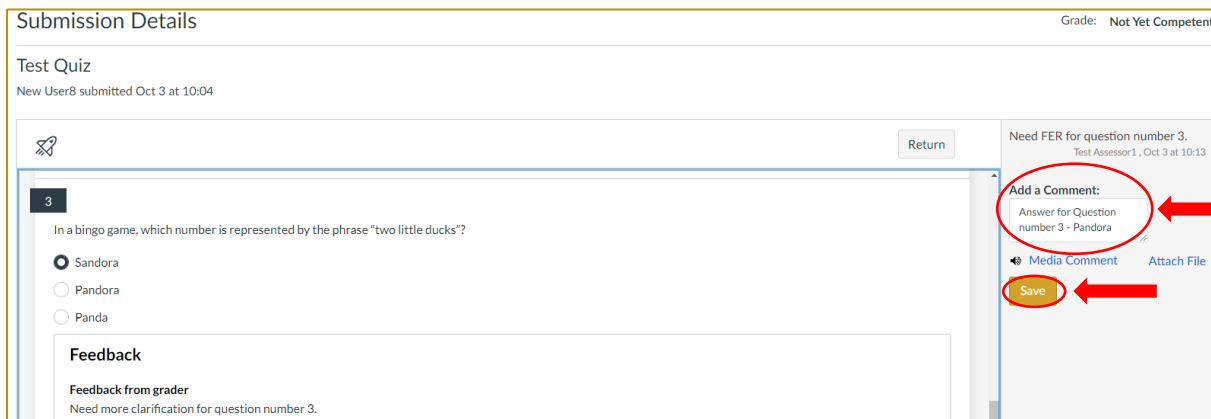 Submission Details
Grade: Not Yet Competent
Test Quiz
New User8 submitted Oct 3 at 10:04
Return
3
In a bingo game, which number is represented by the phrase “two little ducks”?
Sandora
Pandora
Panda
Feedback
Feedback from grader
Need more clarification for question number 3.
Need FER for question number 3.
Test Assessor1 , Oct 3 at 10:13
Add a Comment:
Answer for Question
number 3 - Pandora
Media Comment Attach File
Save